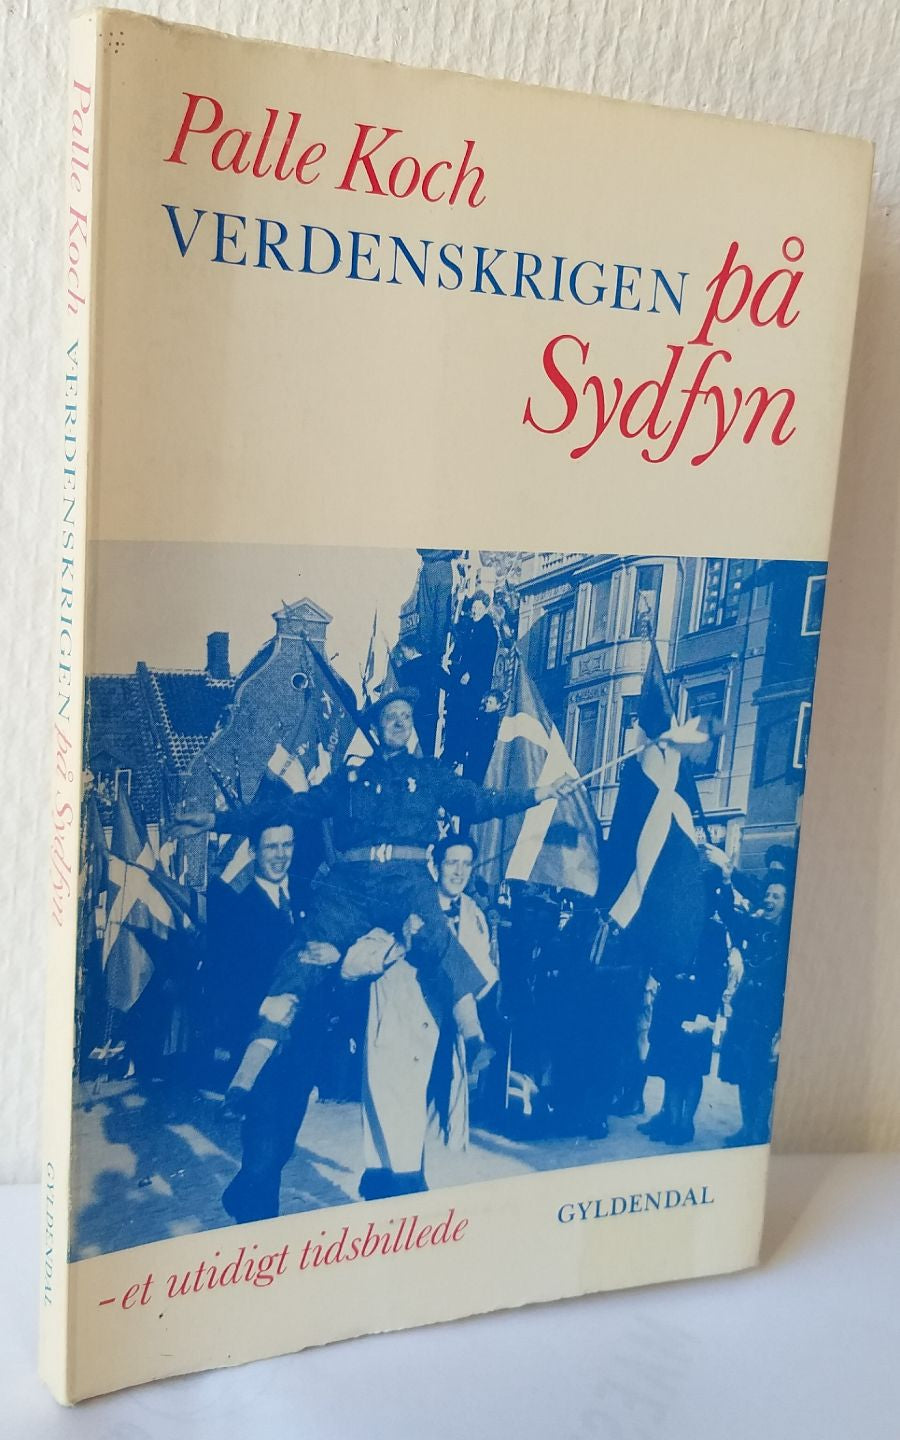 Palle Koch
VERDENSKRIGEN på
Sydfyn
-et utidigt tidsbillede
GYLDENDAL
Palle Koch VERDENSKRIGEN på Sydfyn
GYLDENDAL